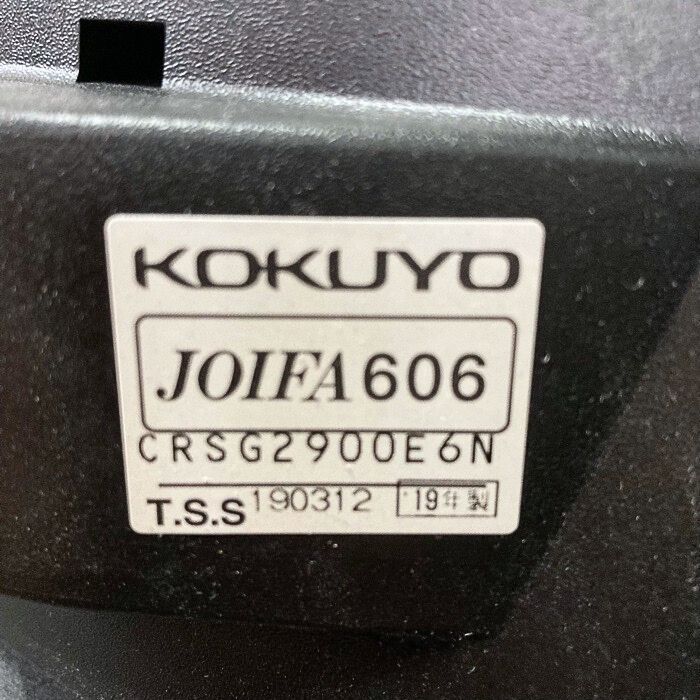 KOKUYO
JOIFA606
CRSG2900E6N
T.S.S 190312 '19年製